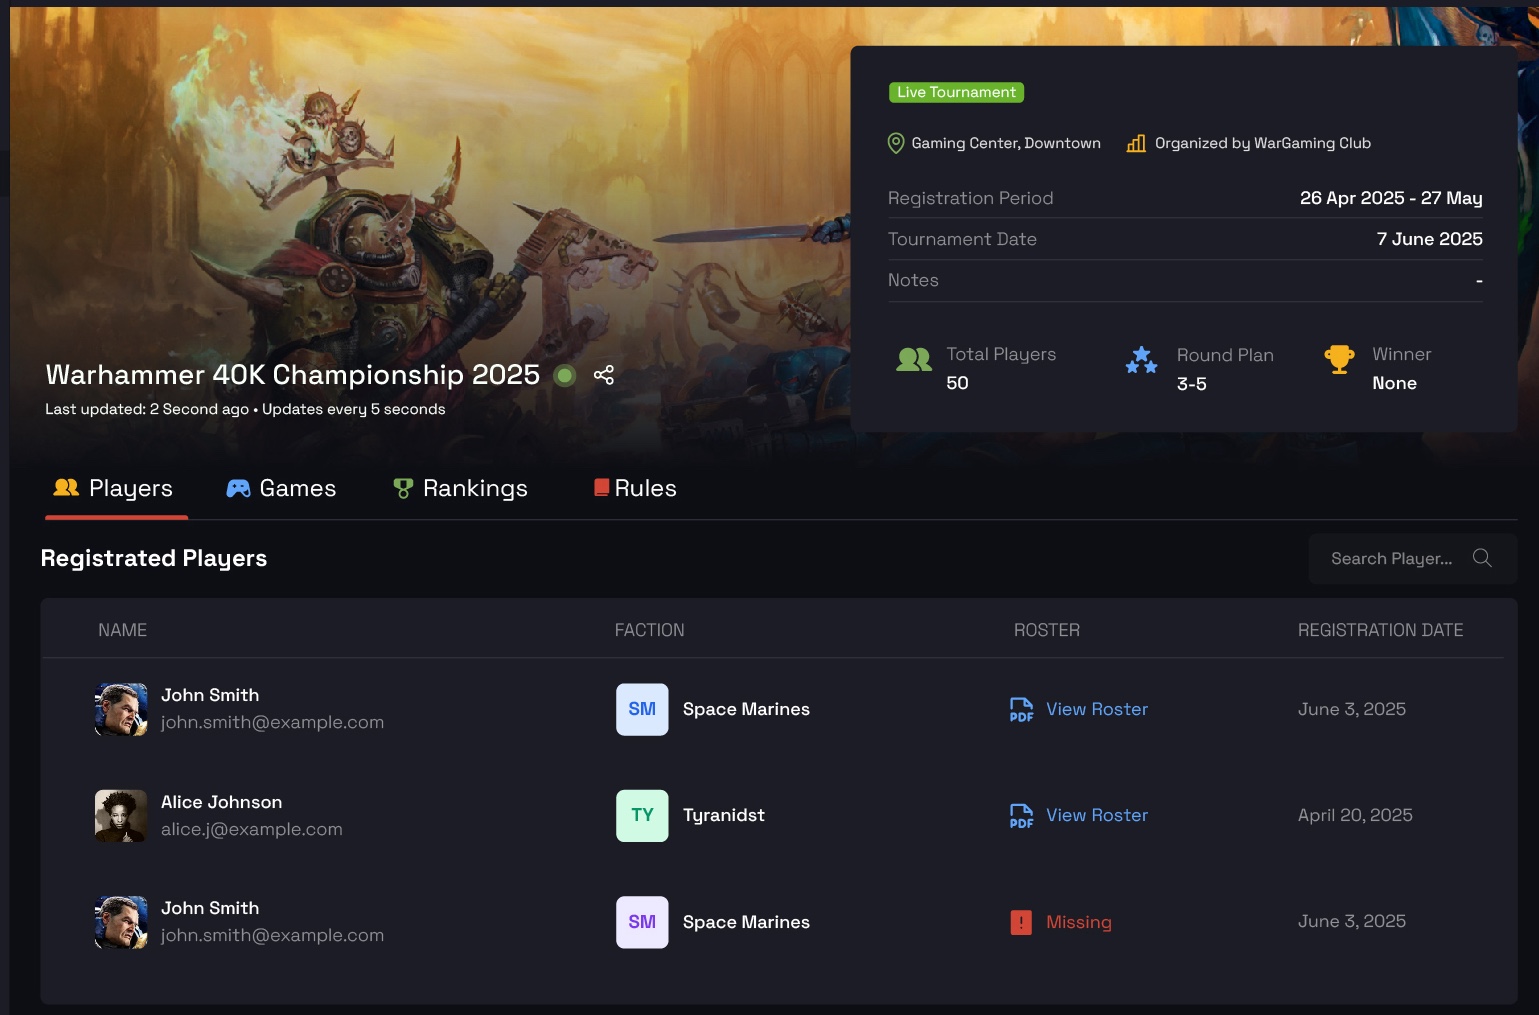 Live Tournament
Gaming Center, Downtown
Organized by WarGaming Club
Registration Period
26 Apr 2025 - 27 May
Tournament Date
7 June 2025
Notes
-
Total Players
50
Round Plan
3-5
Winner
None
Warhammer 40K Championship 2025
Last updated: 2 Second ago • Updates every 5 seconds
Players
Games
Rankings
Rules
Registrated Players
Search Player...
NAME
FACTION
ROSTER
REGISTRATION DATE
John Smith
john.smith@example.com
SM
Space Marines
PDF
View Roster
June 3, 2025
Alice Johnson
alice.j@example.com
TY
Tyranidst
PDF
View Roster
April 20, 2025
John Smith
john.smith@example.com
SM
Space Marines
!
Missing
June 3, 2025